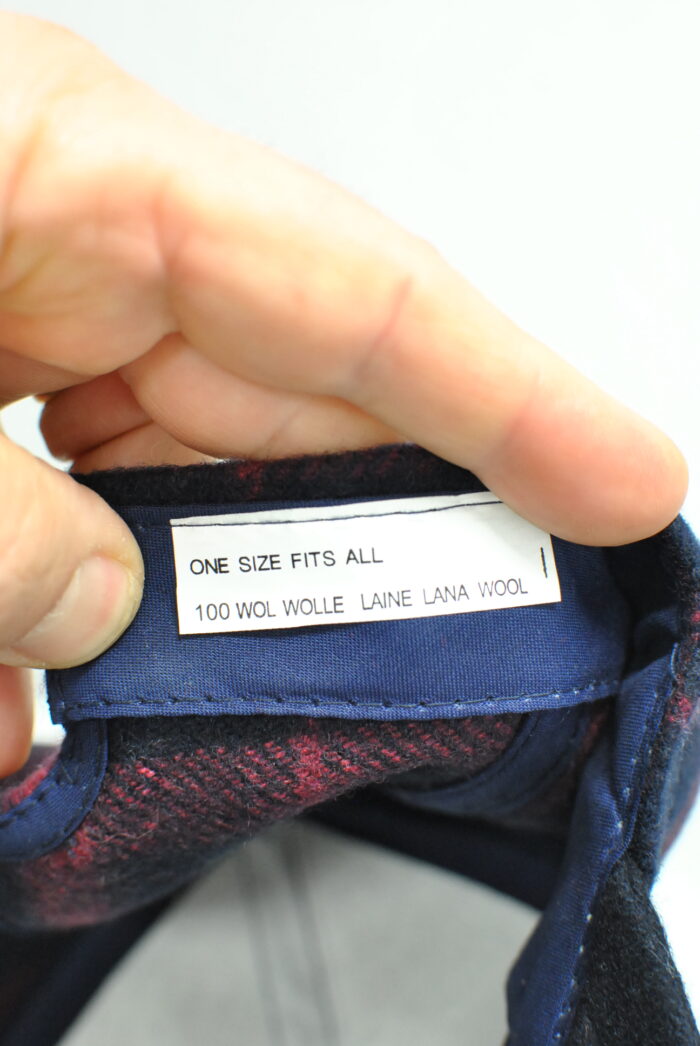 ONE SIZE FITS ALL
100 WOL WOLLE LAINE LANA WOOL